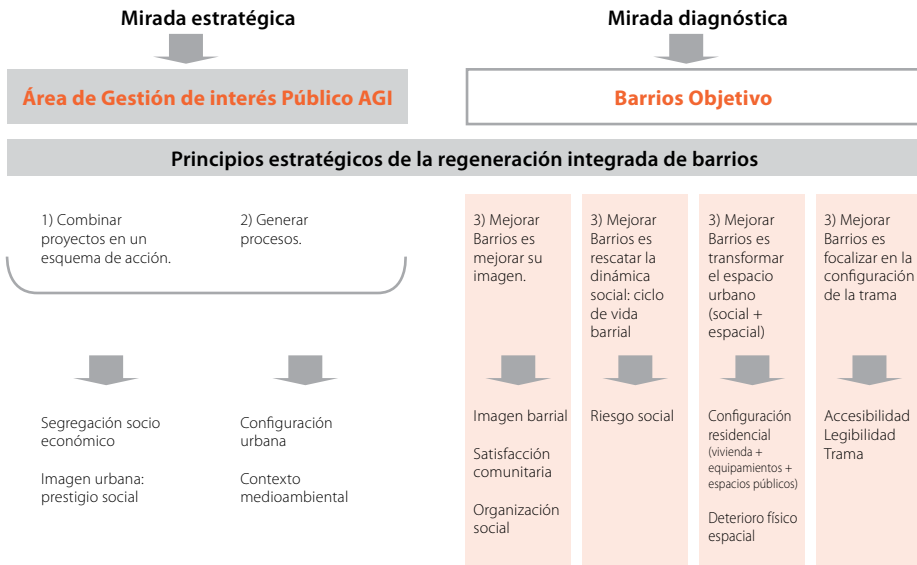 Mirada estratégica
Mirada diagnóstica
Área de Gestión de interés Público AGI
Barrios Objetivo
Principios estratégicos de la regeneración integrada de barrios
1) Combinar
proyectos en un
esquema de acción.
2) Generar
procesos.
3) Mejorar
Barrios es
mejorar su
imagen.
3) Mejorar
Barrios es
rescatar la
dinámica
social: ciclo
de vida
barrial
3) Mejorar
Barrios es
transformar
el espacio
urbano
(social +
espacial)
3) Mejorar
Barrios es
focalizar en la
configuración
de la trama
Segregación socio
económico
Imagen urbana:
prestigio social
Configuración
urbana
Contexto
medioambiental
Imagen barrial
Satisfacción
comunitaria
Organización
social
Riesgo social
Configuración
residencial
(vivienda +
equipamientos +
espacios públicos)
Deterioro físico
espacial
Accesibilidad
Legibilidad
Trama